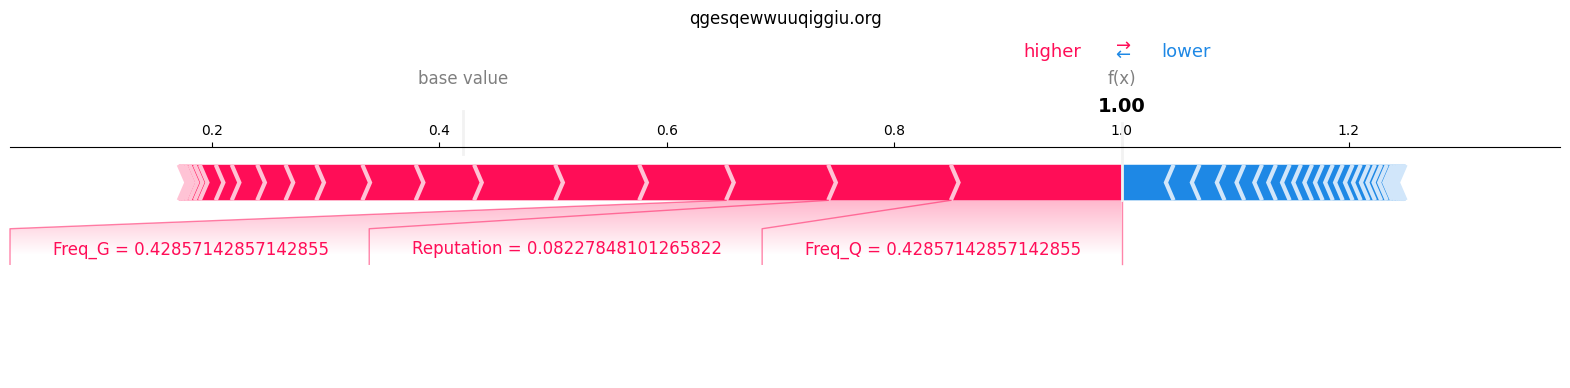 qgesqewwuuqiggiu.org
higher ⇄ lower
base value f(x)
1.00
0.2 0.4 0.6 0.8 1.0 1.2
Freq_G = 0.42857142857142855 Reputation = 0.08227848101265822 Freq_Q = 0.42857142857142855